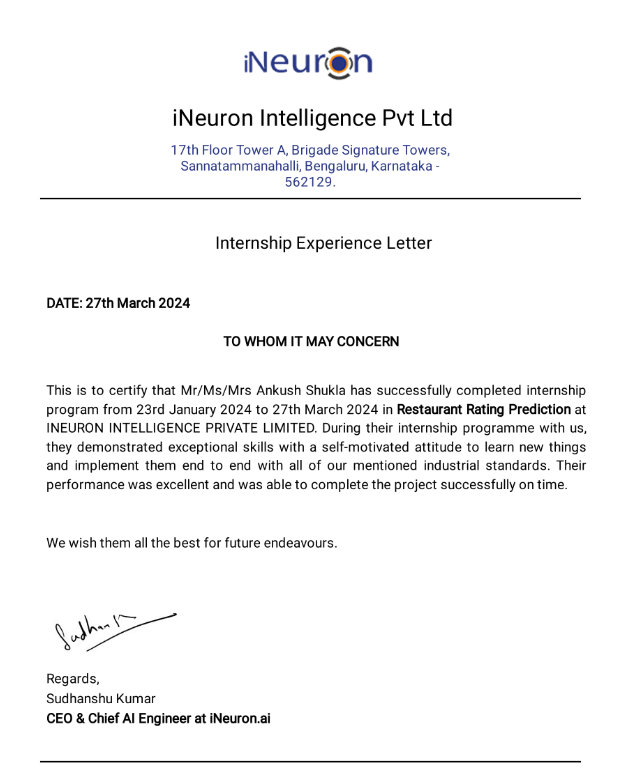 iNeuron
iNeuron Intelligence Pvt Ltd
17th Floor Tower A, Brigade Signature Towers,
Sannatammanahalli, Bengaluru, Karnataka -
562129.
Internship Experience Letter
DATE: 27th March 2024
TO WHOM IT MAY CONCERN
This is to certify that Mr/Ms/Mrs Ankush Shukla has successfully completed internship
program from 23rd January 2024 to 27th March 2024 in Restaurant Rating Prediction at
INEURON INTELLIGENCE PRIVATE LIMITED. During their internship programme with us,
they demonstrated exceptional skills with a self-motivated attitude to learn new things
and implement them end to end with all of our mentioned industrial standards. Their
performance was excellent and was able to complete the project successfully on time.
We wish them all the best for future endeavours.
Regards,
Sudhanshu Kumar
CEO & Chief AI Engineer at iNeuron.ai